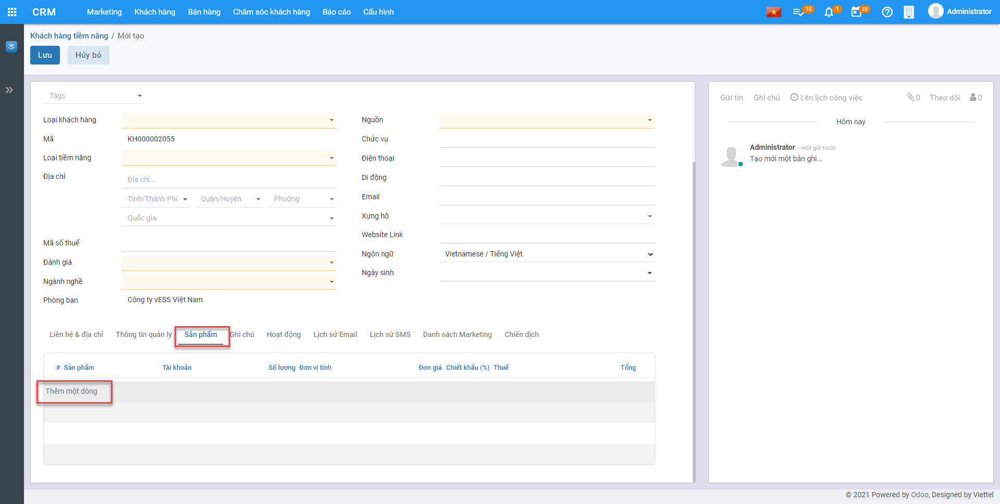 CRM Marketing Khách hàng Bán hàng Chăm sóc khách hàng Báo cáo Cấu hình 10 1 23 Administrator
Khách hàng tiềm năng / Mới tạo
Lưu Hủy bỏ
Tags
Loại khách hàng
Mã KH000002055
Loại tiềm năng
Địa chỉ Địa chỉ...
Tỉnh/Thành Phố Quận/Huyện Phường
Quốc gia
Mã số thuế
Đánh giá
Ngành nghề
Phòng ban Công ty vESS Việt Nam
Nguồn
Chức vụ
Điện thoại
Di động
Email
Xưng hô
Website Link
Ngôn ngữ Vietnamese / Tiếng Việt
Ngày sinh
Liên hệ & địa chỉ Thông tin quản lý Sản phẩm Ghi chú Hoạt động Lịch sử Email Lịch sử SMS Danh sách Marketing Chiến dịch
# Sản phẩm Tài khoản Số lượng Đơn vị tính Đơn giá Chiết khấu (%) Thuế Tổng
Thêm một dòng
Gửi tin Ghi chú Lên lịch công việc 0 Theo dõi 0
Hôm nay
Administrator - một giờ trước
Tạo mới một bản ghi...
© 2021 Powered by Odoo, Designed by Viettel